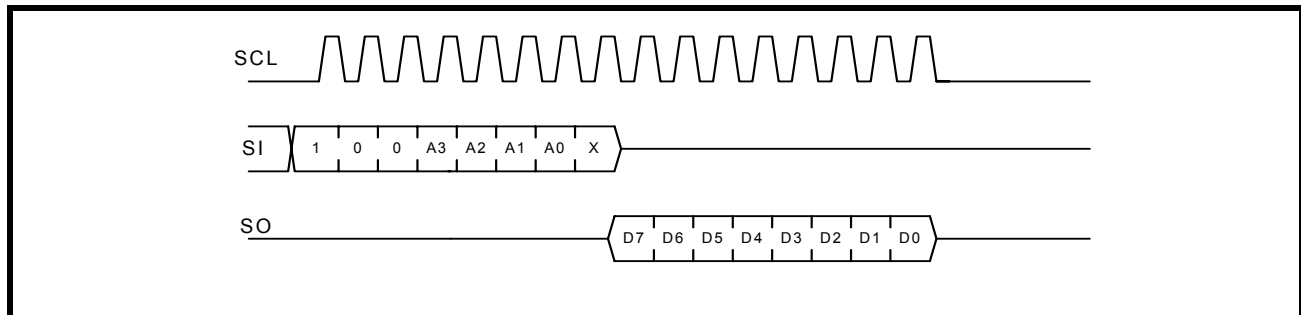 SCL
SI 1 0 0 A3 A2 A1 A0 X
SO D7 D6 D5 D4 D3 D2 D1 D0